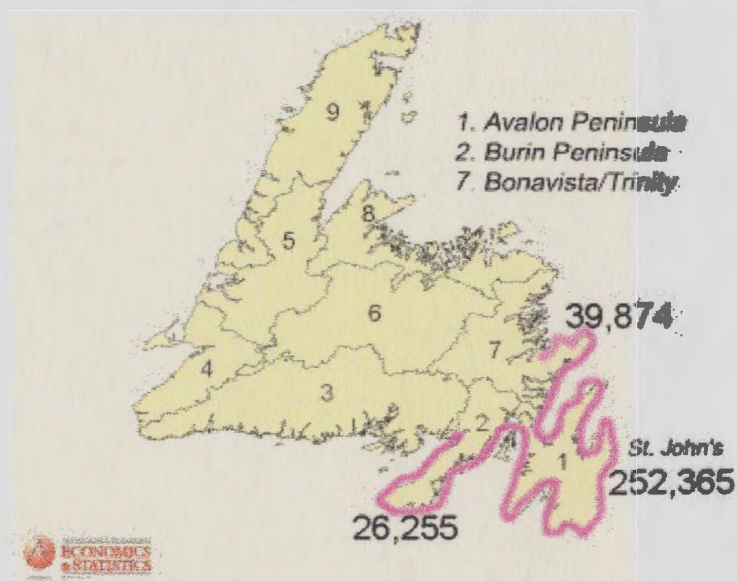 1. Avalon Peninsula
2. Burin Peninsula
7. Bonavista/Trinity
9
8
5
6
39,874
7
4
3
2
1
St. John's
252,365
26,255
ECONOMICS
& STATISTICS